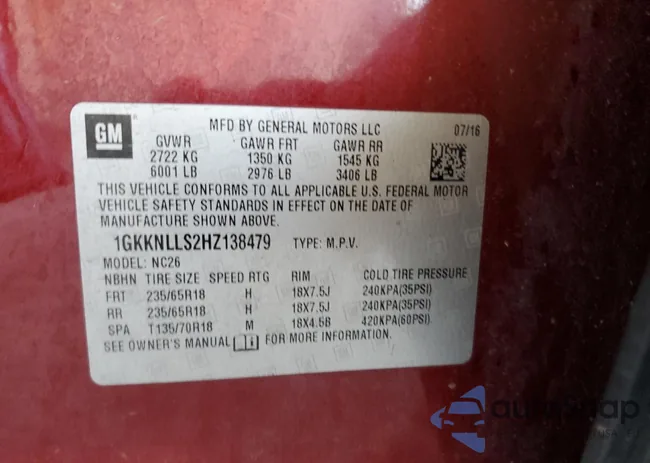 GM
MFD BY GENERAL MOTORS LLC 07/16
GVWR GAWR FRT GAWR RR
2722 KG 1350 KG 1545 KG
6001 LB 2976 LB 3406 LB
THIS VEHICLE CONFORMS TO ALL APPLICABLE U.S. FEDERAL MOTOR
VEHICLE SAFETY STANDARDS IN EFFECT ON THE DATE OF
MANUFACTURE SHOWN ABOVE.
1GKKNLLS2HZ138479 TYPE: M.P.V.
MODEL: NC26
NBHN TIRE SIZE SPEED RTG RIM COLD TIRE PRESSURE
FRT 235/65R18 H 18X7.5J 240KPA(35PSI)
RR 235/65R18 H 18X7.5J 240KPA(35PSI)
SPA T135/70R18 M 18X4.5B 420KPA(60PSI)
SEE OWNER'S MANUAL FOR MORE INFORMATION.